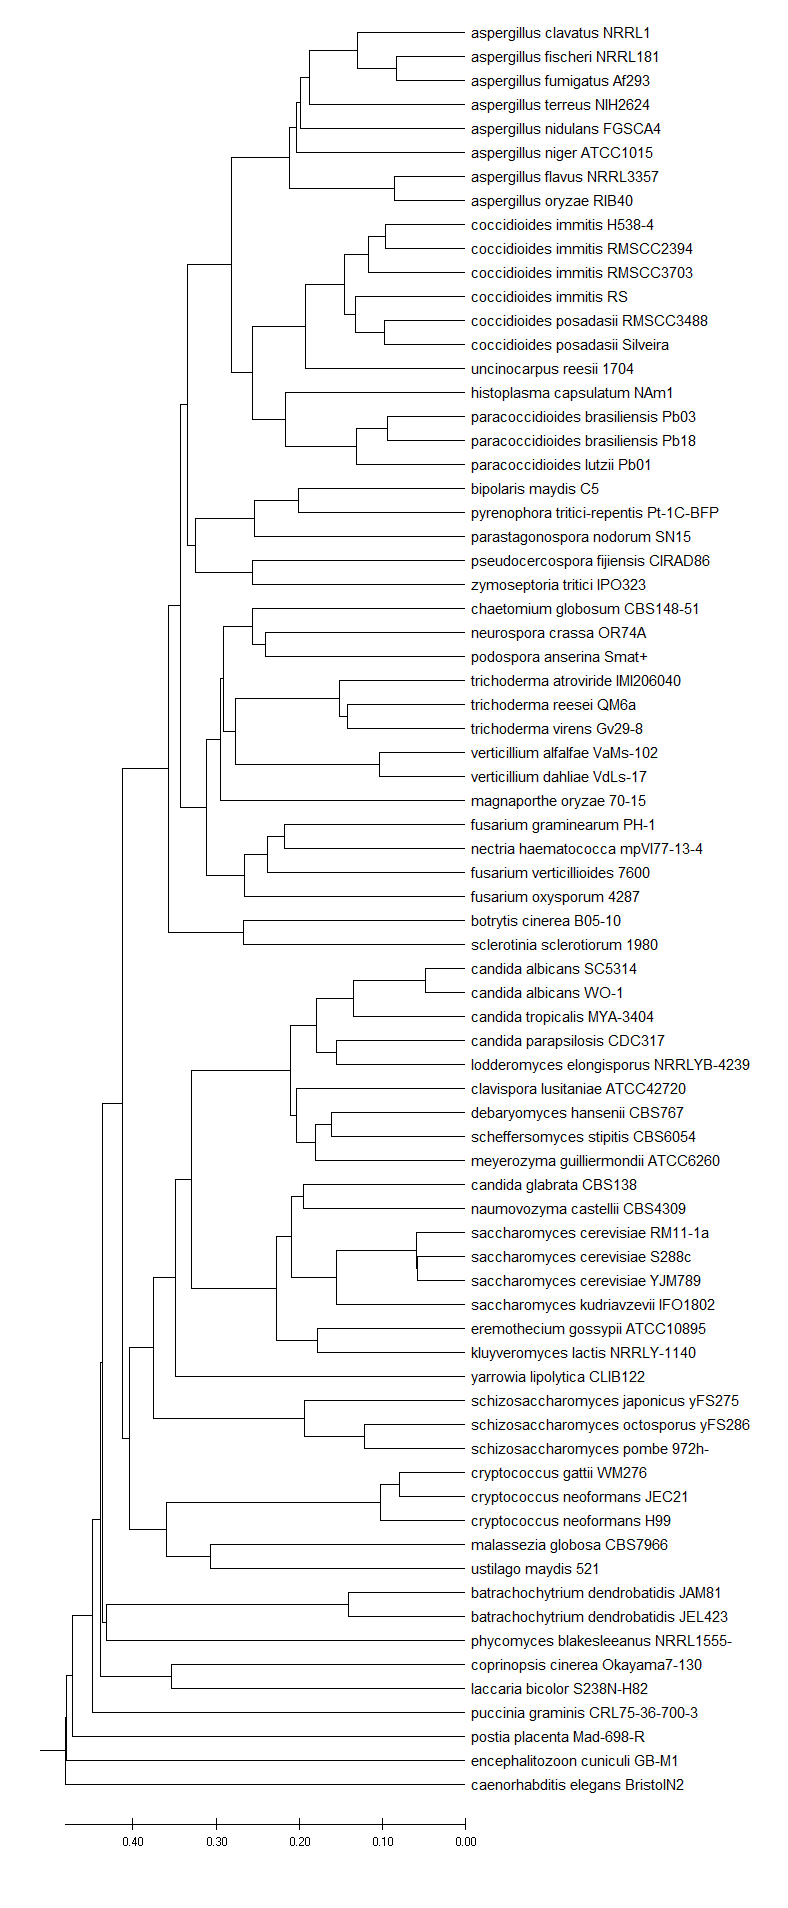 aspergillus clavatus NRRL1
aspergillus fischeri NRRL181
aspergillus fumigatus Af293
aspergillus terreus NIH2624
aspergillus nidulans FGSCA4
aspergillus niger ATCC1015
aspergillus flavus NRRL3357
aspergillus oryzae RIB40
coccidioides immitis H538-4
coccidioides immitis RMSCC2394
coccidioides immitis RMSCC3703
coccidioides immitis RS
coccidioides posadasii RMSCC3488
coccidioides posadasii Silveira
uncinocarpus reesii 1704
histoplasma capsulatum NAm1
paracoccidioides brasiliensis Pb03
paracoccidioides brasiliensis Pb18
paracoccidioides lutzii Pb01
bipolaris maydis C5
pyrenophora tritici-repentis Pt-1C-BFP
parastagonospora nodorum SN15
pseudocercospora fijiensis CIRAD86
zymoseptoria tritici IPO323
chaetomium globosum CBS148-51
neurospora crassa OR74A
podospora anserina Smat+
trichoderma atroviride IMI206040
trichoderma reesei QM6a
trichoderma virens Gv29-8
verticillium alfalfae VaMs-102
verticillium dahliae VdLs-17
magnaporthe oryzae 70-15
fusarium graminearum PH-1
nectria haematococca mpVI77-13-4
fusarium verticillioides 7600
fusarium oxysporum 4287
botrytis cinerea B05-10
sclerotinia sclerotiorum 1980
candida albicans SC5314
candida albicans WO-1
candida tropicalis MYA-3404
candida parapsilosis CDC317
lodderomyces elongisporus NRRLYB-4239
clavispora lusitaniae ATCC42720
debaryomyces hansenii CBS767
scheffersomyces stipitis CBS6054
meyerozyma guilliermondii ATCC6260
candida glabrata CBS138
naumovozyma castellii CBS4309
saccharomyces cerevisiae RM11-1a
saccharomyces cerevisiae S288c
saccharomyces cerevisiae YJM789
saccharomyces kudriavzevii IFO1802
eremothecium gossypii ATCC10895
kluyveromyces lactis NRRLY-1140
yarrowia lipolytica CLIB122
schizosaccharomyces japonicus yFS275
schizosaccharomyces octosporus yFS286
schizosaccharomyces pombe 972h-
cryptococcus gattii WM276
cryptococcus neoformans JEC21
cryptococcus neoformans H99
malassezia globosa CBS7966
ustilago maydis 521
batrachochytrium dendrobatidis JAM81
batrachochytrium dendrobatidis JEL423
phycomyces blakesleeanus NRRL1555-
coprinopsis cinerea Okayama7-130
laccaria bicolor S238N-H82
puccinia graminis CRL75-36-700-3
postia placenta Mad-698-R
encephalitozoon cuniculi GB-M1
caenorhabditis elegans BristolN2
0.40 0.30 0.20 0.10 0.00